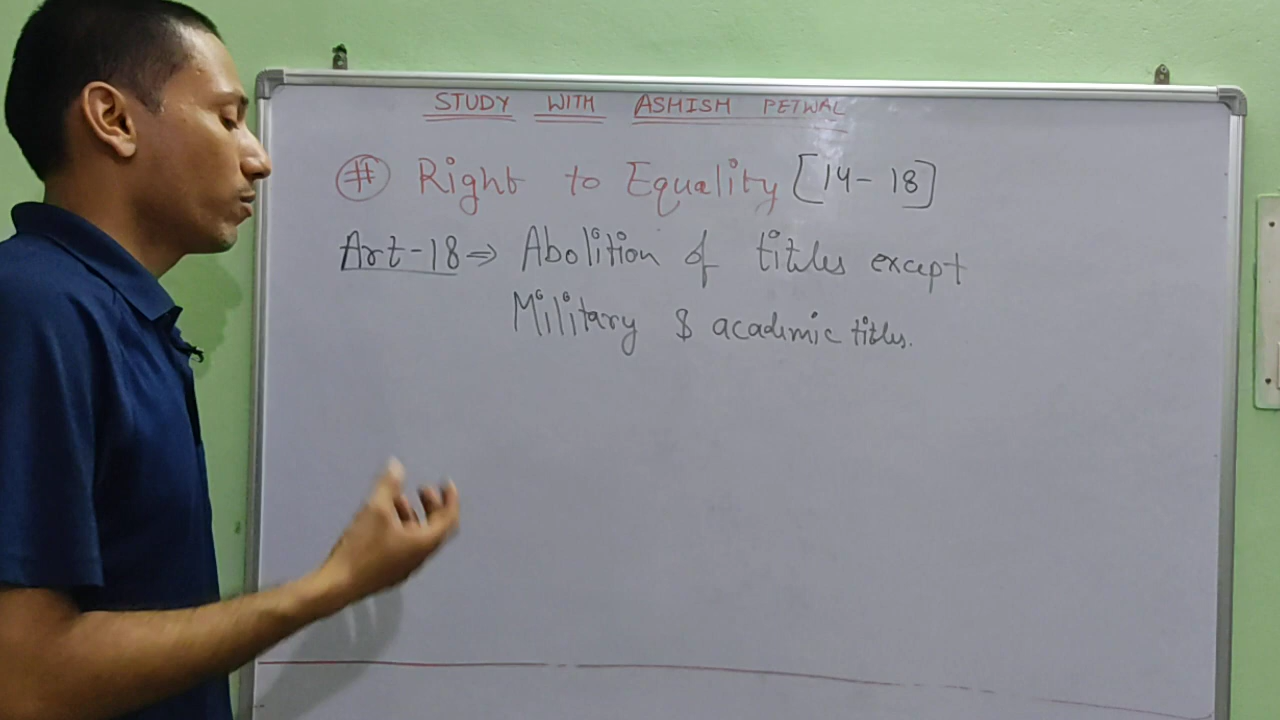 STUDY WITH ASHISH PETWAL
# Right to Equality [14-18]
Art-18 ⇒ Abolition of titles except
Military & academic titles.